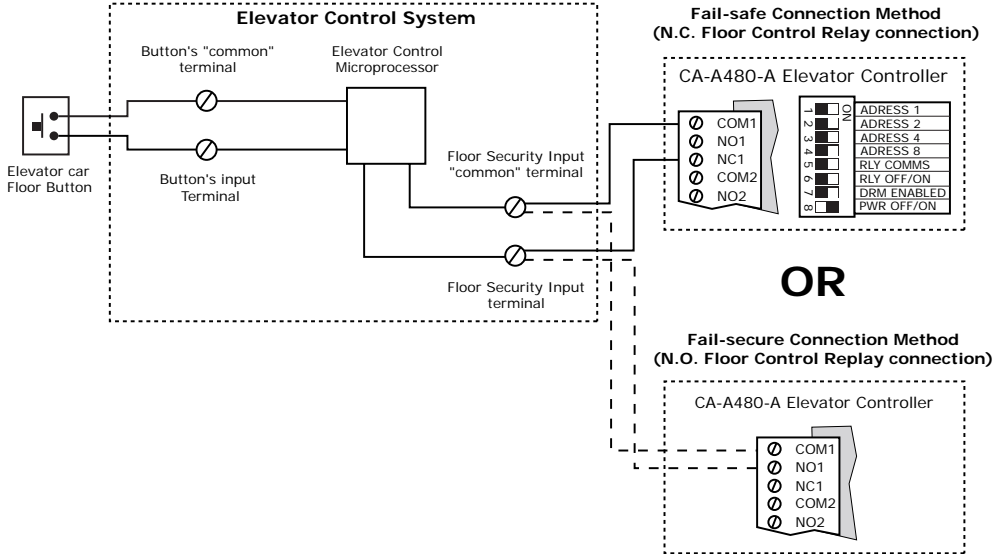 Elevator Control System
Button's "common"
terminal
Elevator Control
Microprocessor
Elevator car
Floor Button
Button's input
Terminal
Floor Security Input
"common" terminal
Floor Security Input
terminal
Fail-safe Connection Method
(N.C. Floor Control Relay connection)
CA-A480-A Elevator Controller
COM1
NO1
NC1
COM2
NO2
ON
1 ADRESS 1
2 ADRESS 2
3 ADRESS 4
4 ADRESS 8
5 RLY COMMS
6 RLY OFF/ON
7 DRM ENABLED
8 PWR OFF/ON
OR
Fail-secure Connection Method
(N.O. Floor Control Replay connection)
CA-A480-A Elevator Controller
COM1
NO1
NC1
COM2
NO2